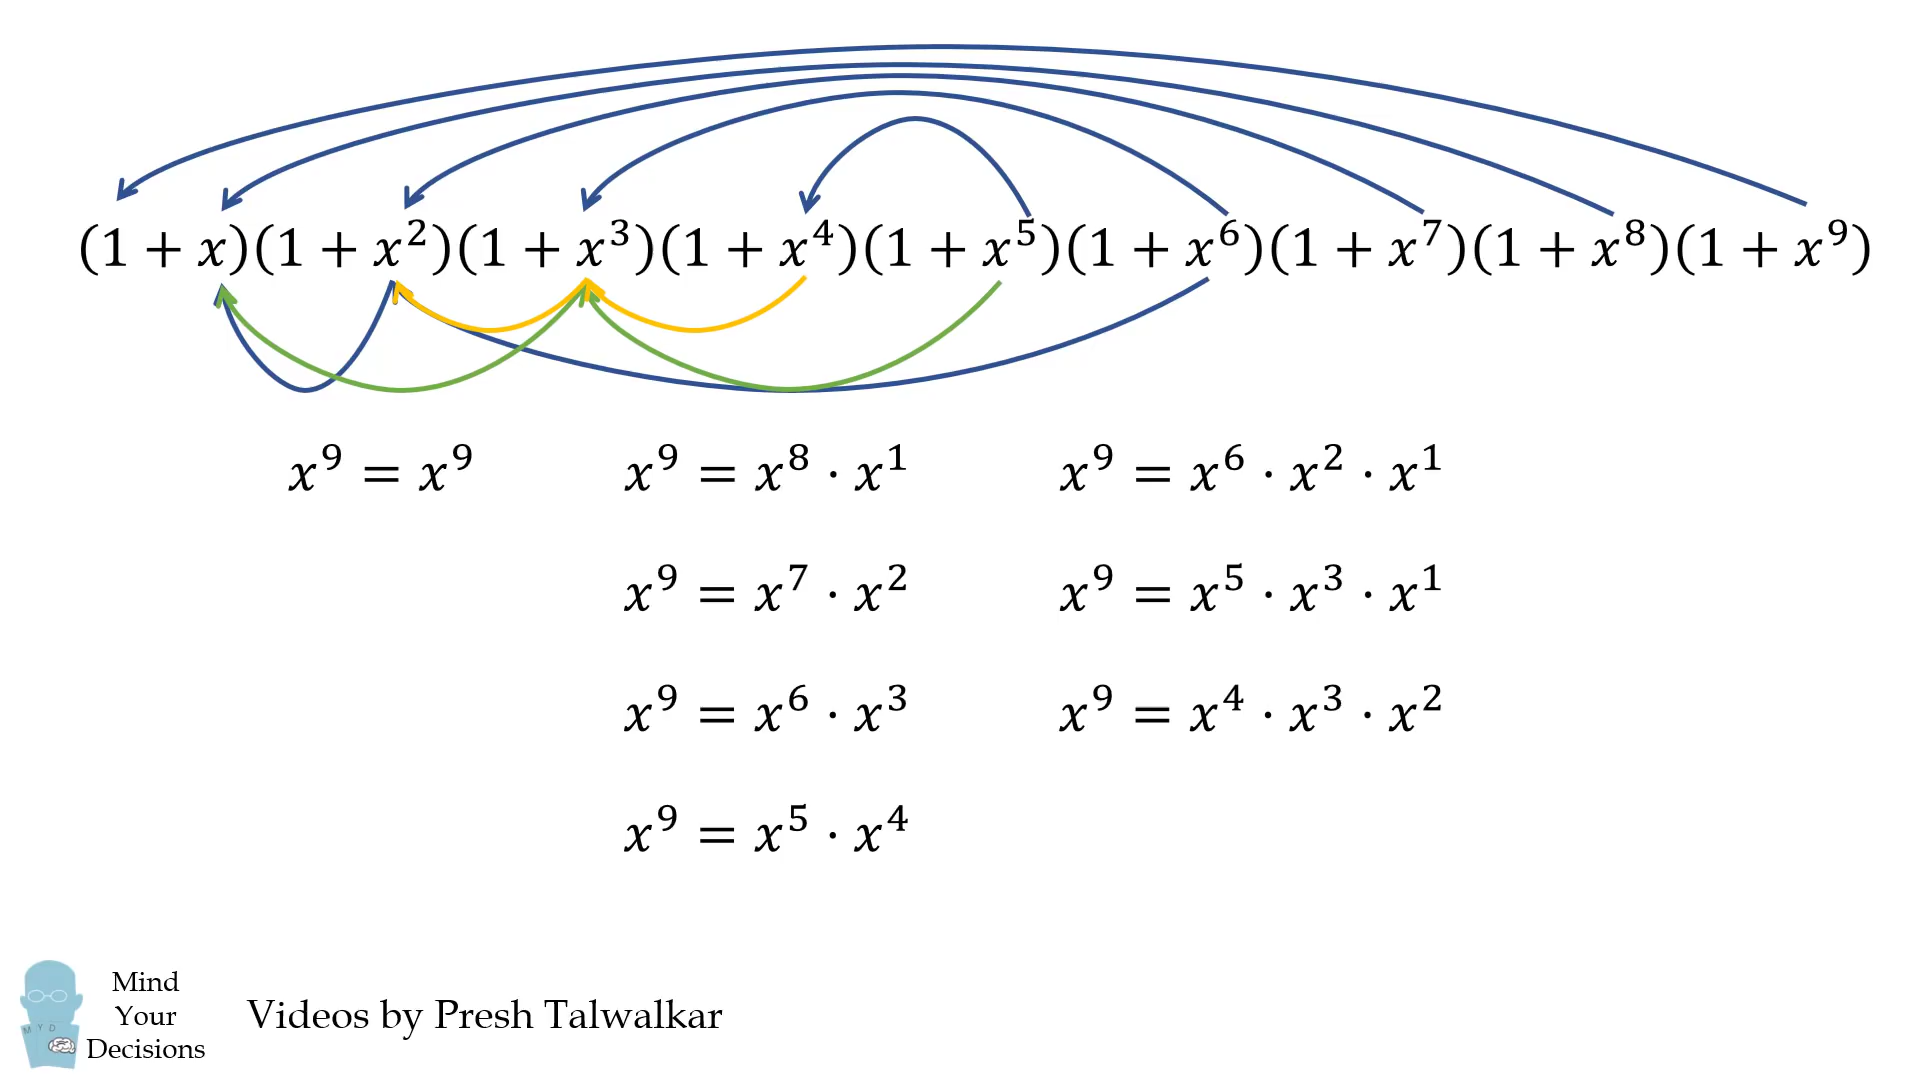 (1 + x)(1 + x²)(1 + x³)(1 + x⁴)(1 + x⁵)(1 + x⁶)(1 + x⁷)(1 + x⁸)(1 + x⁹)
x⁹ = x⁹
x⁹ = x⁸ · x¹
x⁹ = x⁶ · x² · x¹
x⁹ = x⁷ · x²
x⁹ = x⁵ · x³ · x¹
x⁹ = x⁶ · x³
x⁹ = x⁴ · x³ · x²
x⁹ = x⁵ · x⁴
M Y D
Mind
Your
Decisions
Videos by Presh Talwalkar